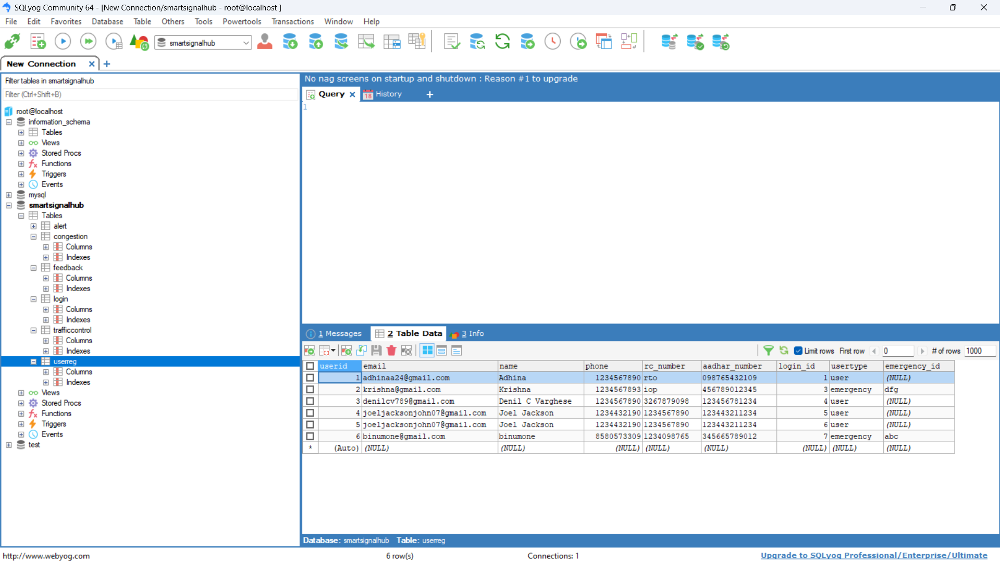 SQLyog Community 64 - [New Connection/smartsignalhub - root@localhost ]
File Edit Favorites Database Table Others Tools Powertools Transactions Window Help
smartsignalhub
New Connection
Filter tables in smartsignalhub
Filter (Ctrl+Shift+B)
root@localhost
information_schema
Tables
Views
Stored Procs
Functions
Triggers
Events
mysql
smartsignalhub
Tables
alert
congestion
Columns
Indexes
feedback
Columns
Indexes
login
Columns
Indexes
trafficcontrol
Columns
Indexes
userreg
Columns
Indexes
Views
Stored Procs
Functions
Triggers
Events
test
No nag screens on startup and shutdown : Reason #1 to upgrade
Query 18 History
1
1 Messages 2 Table Data 3 Info
Limit rows First row 0 # of rows 1000
userid email name phone rc_number aadhar_number login_id usertype emergency_id
1 adhinaa24@gmail.com Adhina 1234567890 rto 098765432109 1 user (NULL)
2 krishna@gmail.com Krishna 1234567893 iop 456789012345 3 emergency dfg
3 denilcv789@gmail.com Denil C Varghese 1234567890 3267879098 123456781234 4 user (NULL)
4 joeljacksonjohn07@gmail.com Joel Jackson 1234432190 1234567890 123443211234 5 user (NULL)
5 joeljacksonjohn07@gmail.com Joel Jackson 1234432190 1234567890 123443211234 6 user (NULL)
6 binumone@gmail.com binumone 8580573309 1234098765 345665789012 7 emergency abc
* (Auto) (NULL) (NULL) (NULL) (NULL) (NULL) (NULL) (NULL) (NULL)
Database: smartsignalhub Table: userreg
http://www.webyog.com 6 row(s) Connections: 1 Upgrade to SQLyog Professional/Enterprise/Ultimate